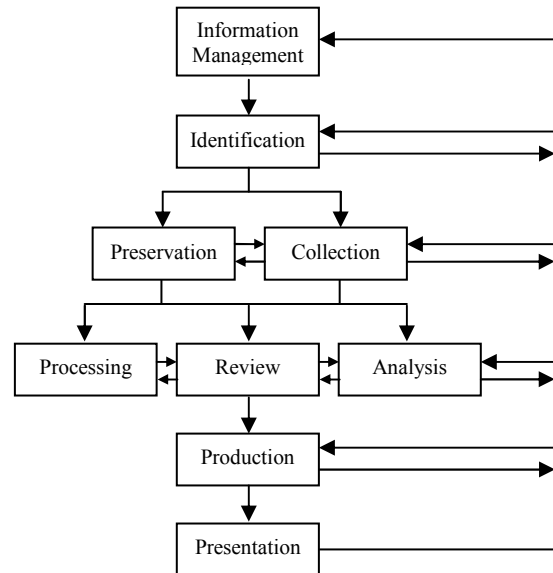 Information
Management
Identification
Preservation
Collection
Processing
Review
Analysis
Production
Presentation